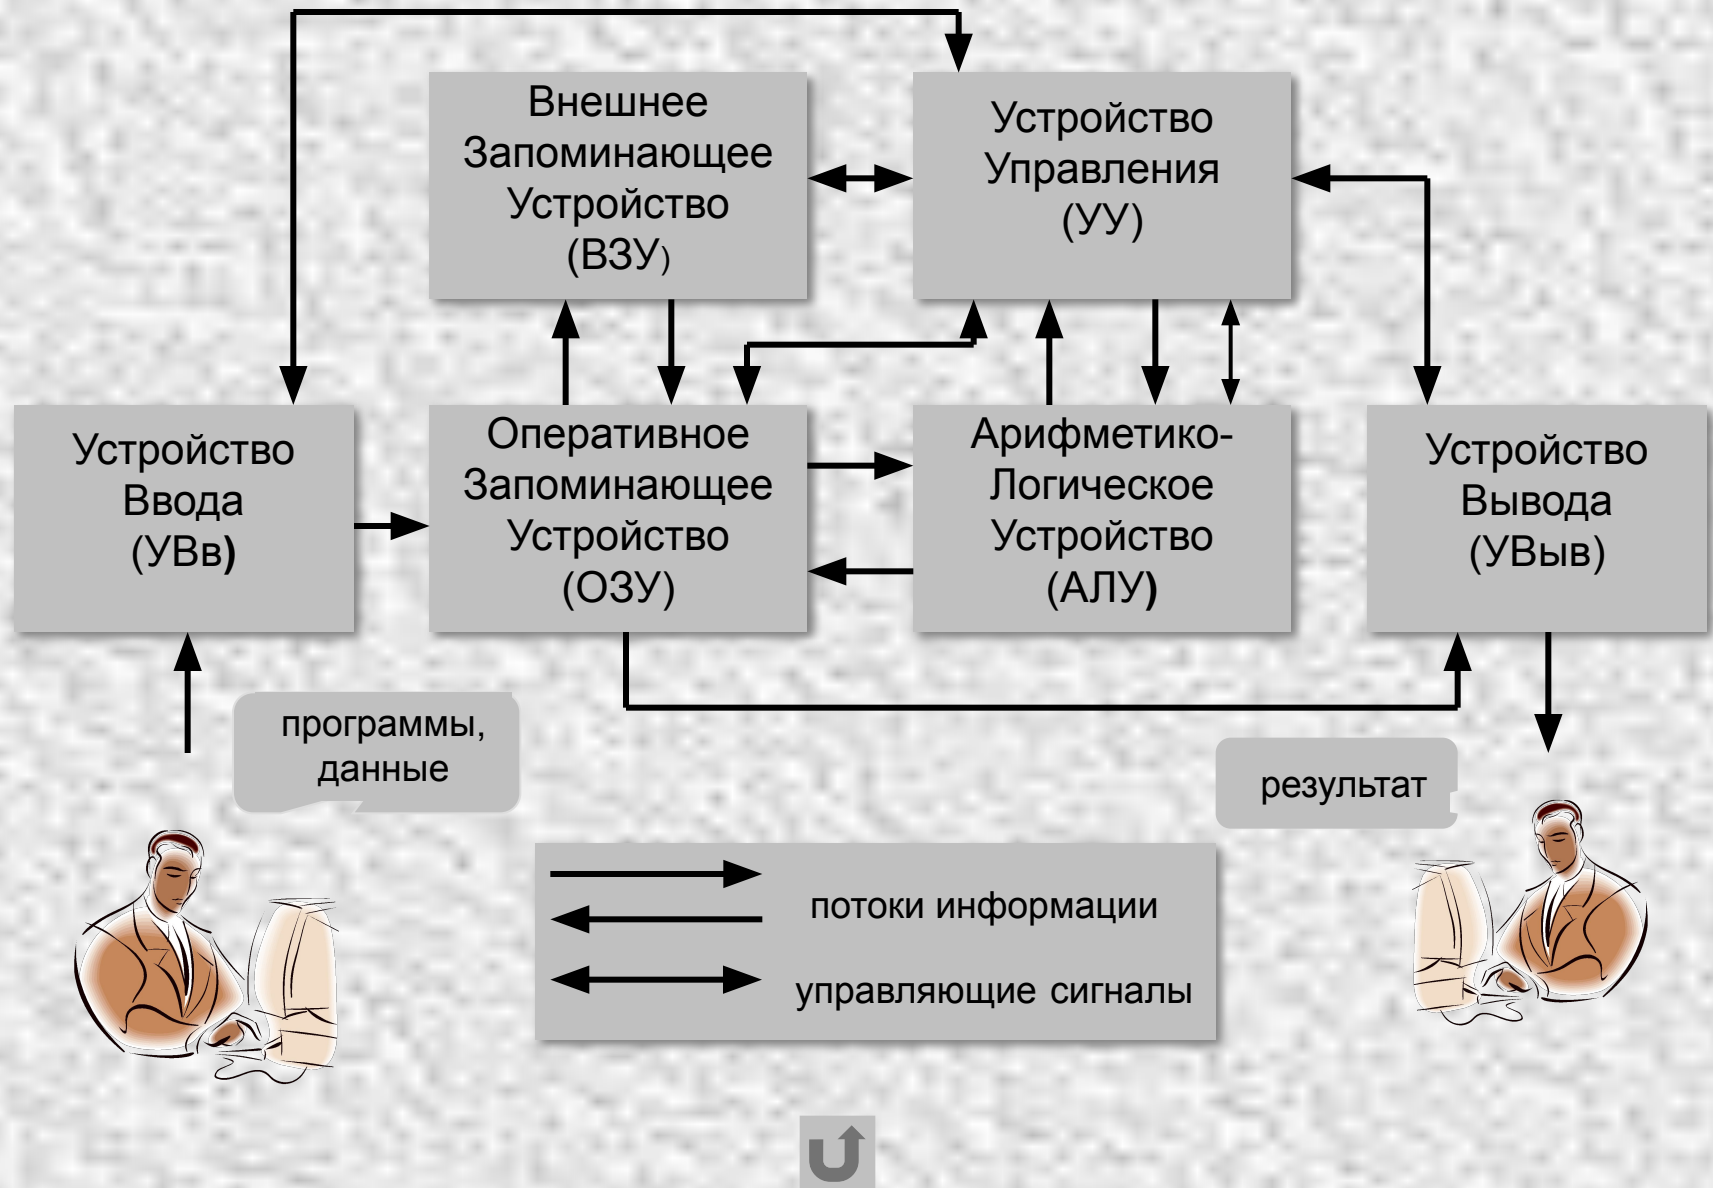 Внешнее
Запоминающее
Устройство
(ВЗУ)
Устройство
Управления
(УУ)
Устройство
Ввода
(УВв)
Оперативное
Запоминающее
Устройство
(ОЗУ)
Арифметико-
Логическое
Устройство
(АЛУ)
Устройство
Вывода
(УВыв)
программы,
данные
результат
потоки информации
управляющие сигналы